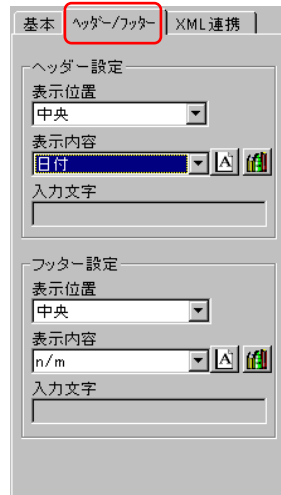 基本 ﾍｯﾀﾞｰ/ﾌｯﾀｰ XML連携
ヘッダー設定
表示位置
中央
表示内容
日付 A
入力文字
フッター設定
表示位置
中央
表示内容
n/m A
入力文字